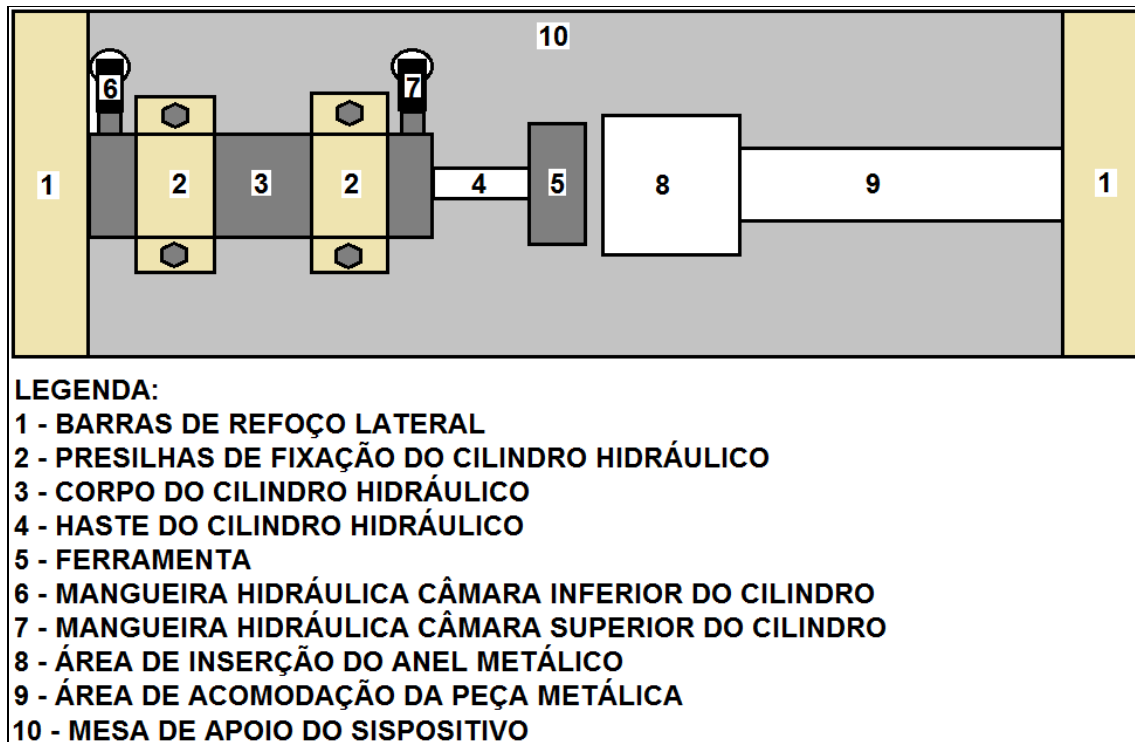 10
6
7
1
2
3
2
4
5
8
9
1
LEGENDA:
1 - BARRAS DE REFOÇO LATERAL
2 - PRESILHAS DE FIXAÇÃO DO CILINDRO HIDRÁULICO
3 - CORPO DO CILINDRO HIDRÁULICO
4 - HASTE DO CILINDRO HIDRÁULICO
5 - FERRAMENTA
6 - MANGUEIRA HIDRÁULICA CÂMARA INFERIOR DO CILINDRO
7 - MANGUEIRA HIDRÁULICA CÂMARA SUPERIOR DO CILINDRO
8 - ÁREA DE INSERÇÃO DO ANEL METÁLICO
9 - ÁREA DE ACOMODAÇÃO DA PEÇA METÁLICA
10 - MESA DE APOIO DO SISPOSITIVO